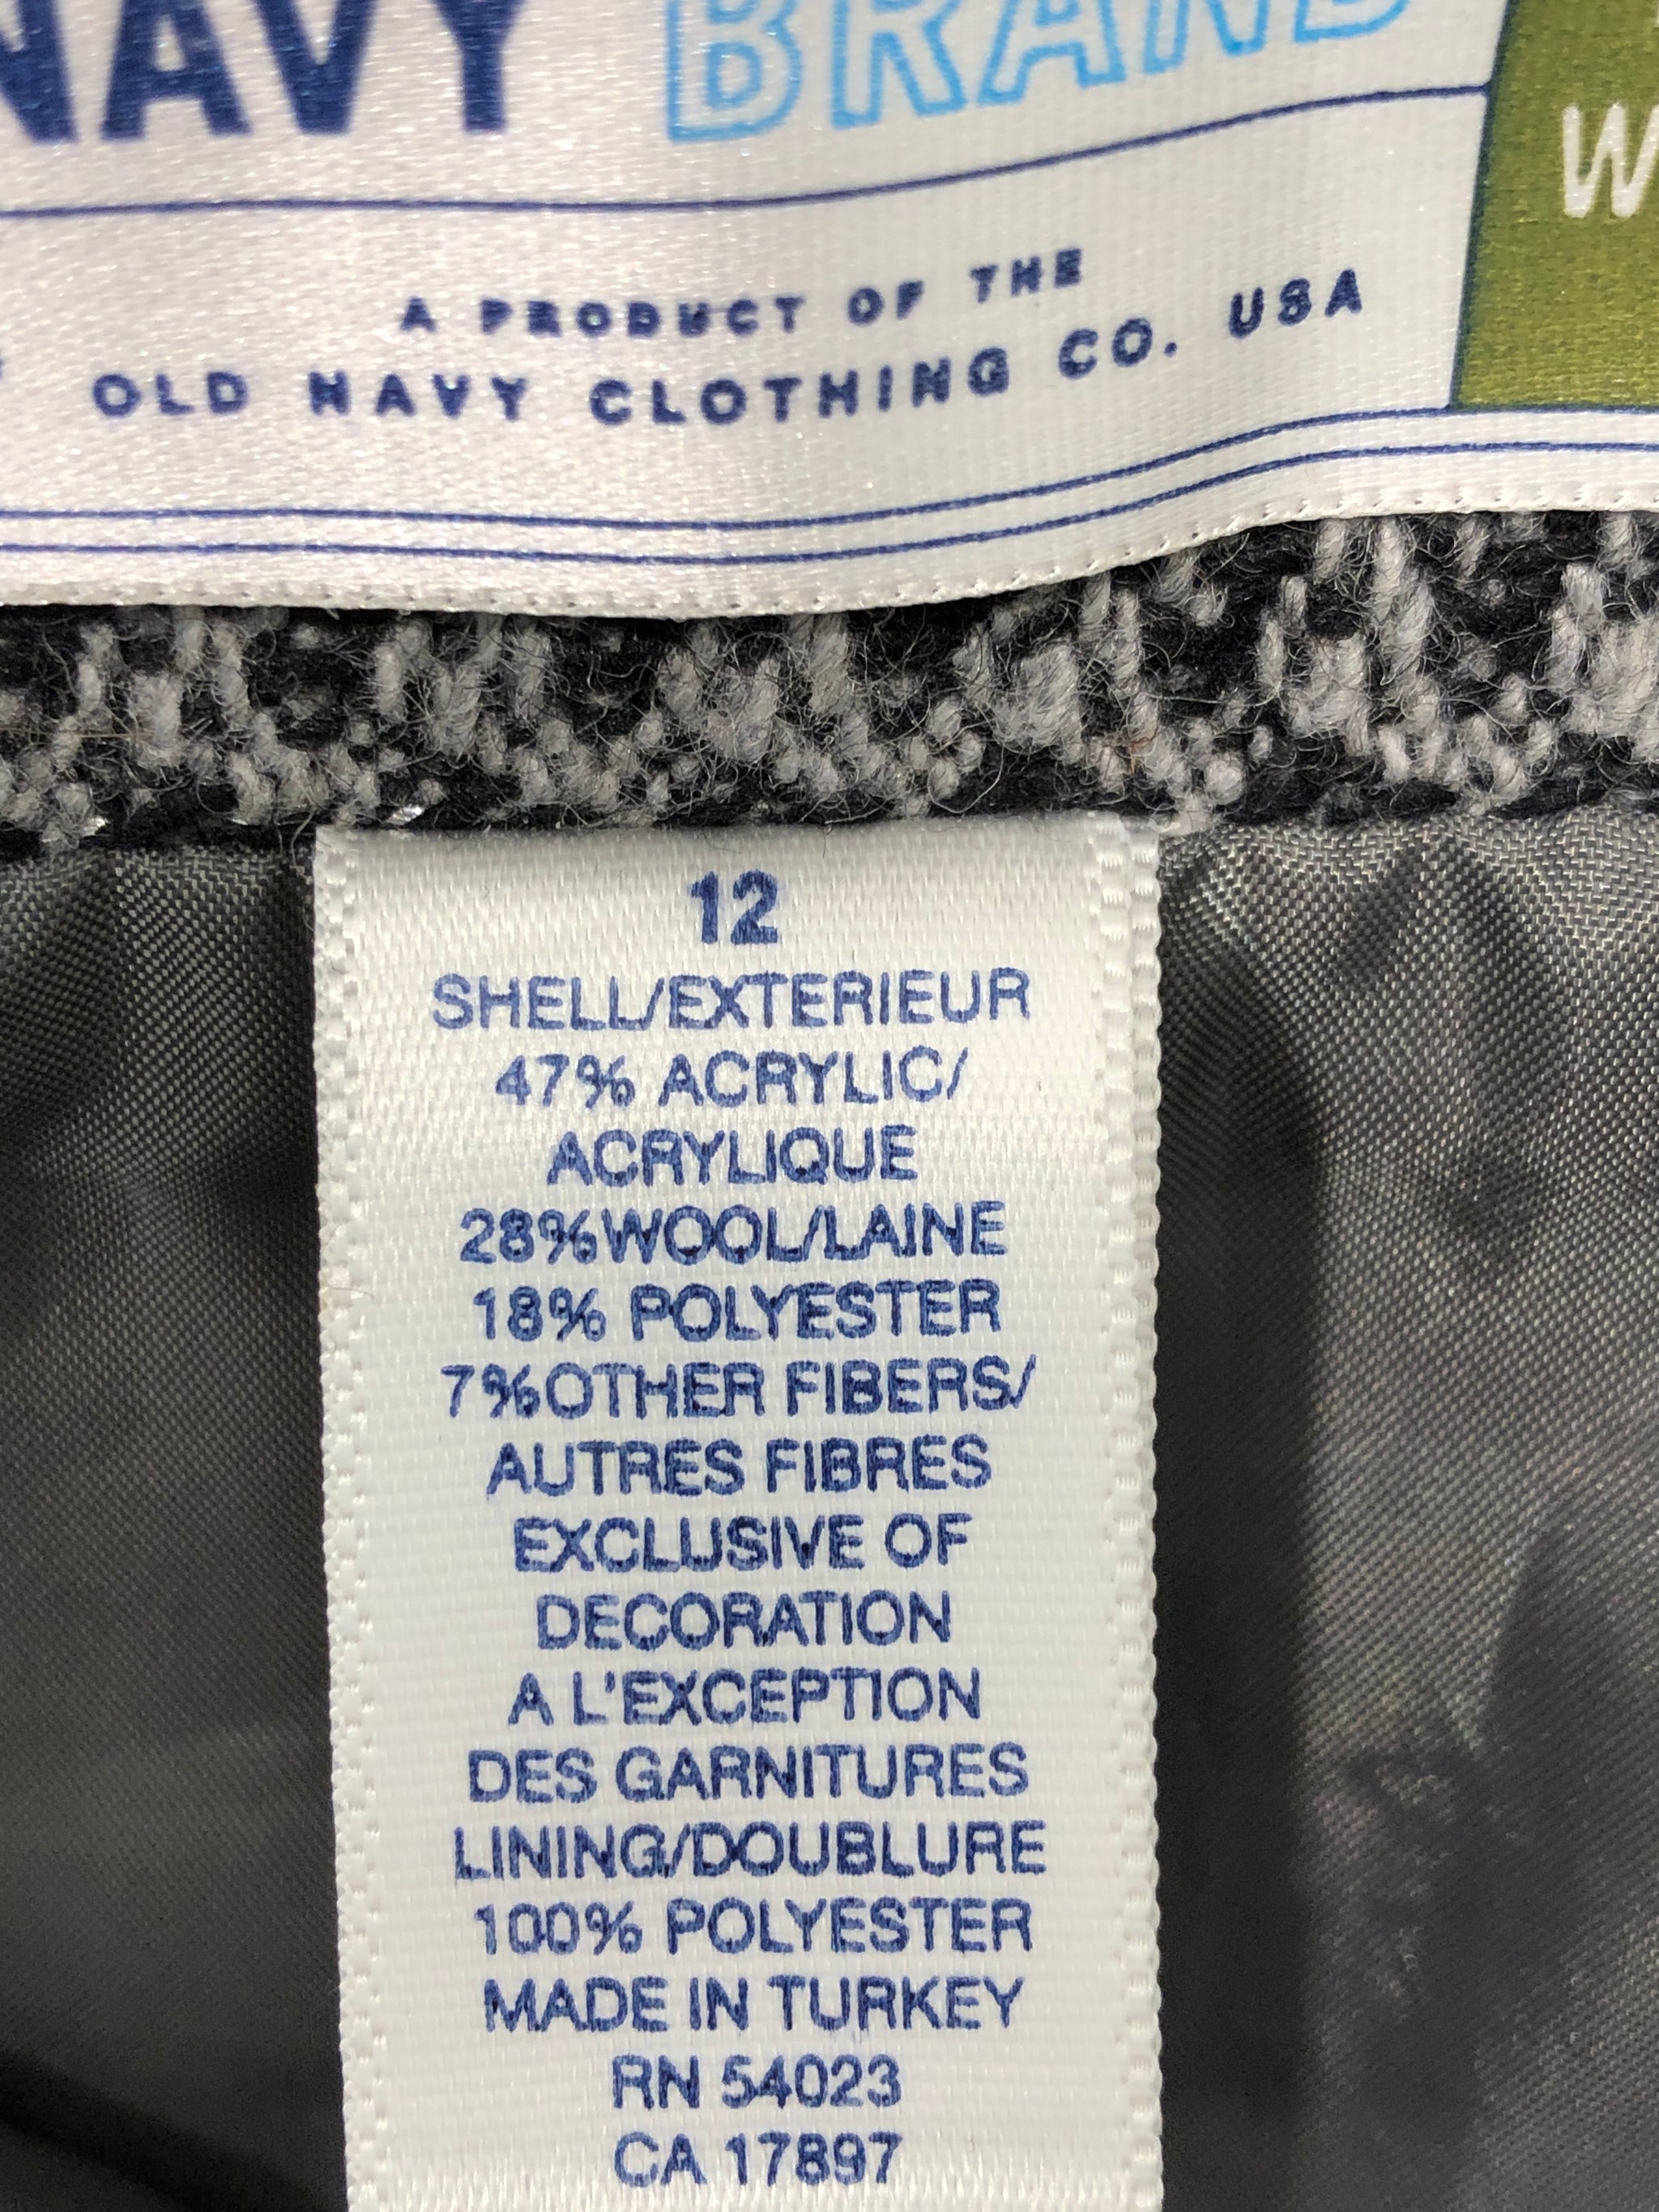 NAVY BRAND
A PRODUCT OF THE
OLD NAVY CLOTHING CO. USA
12
SHELL/EXTERIEUR
47% ACRYLIC/
ACRYLIQUE
28%WOOL/LAINE
18% POLYESTER
7%OTHER FIBERS/
AUTRES FIBRES
EXCLUSIVE OF
DECORATION
A L'EXCEPTION
DES GARNITURES
LINING/DOUBLURE
100% POLYESTER
MADE IN TURKEY
RN 54023
CA 17897